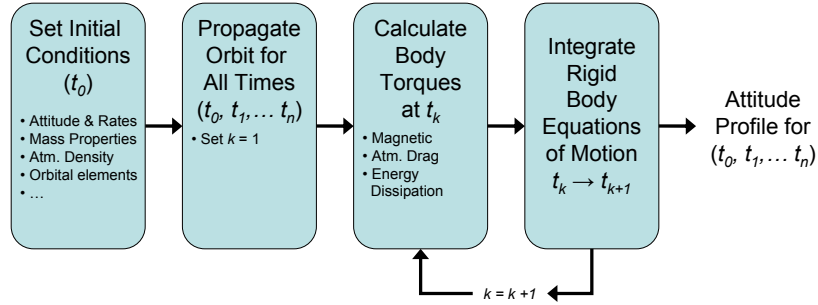 Set Initial
Conditions
(t0)
• Attitude & Rates
• Mass Properties
• Atm. Density
• Orbital elements
• …
Propagate
Orbit for
All Times
(t0, t1,… tn)
• Set k = 1
Calculate
Body
Torques
at tk
• Magnetic
• Atm. Drag
• Energy
Dissipation
Integrate
Rigid
Body
Equations
of Motion
tk → tk+1
Attitude
Profile for
(t0, t1,… tn)
k = k +1